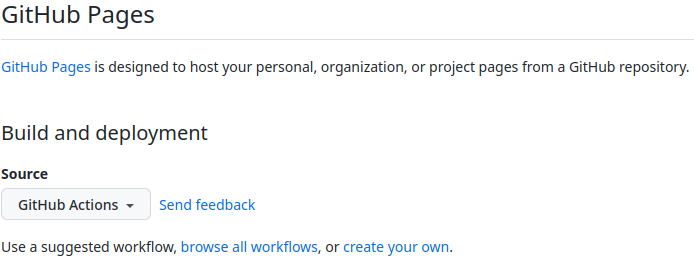 GitHub Pages
GitHub Pages is designed to host your personal, organization, or project pages from a GitHub repository.
Build and deployment
Source
GitHub Actions Send feedback
Use a suggested workflow, browse all workflows, or create your own.